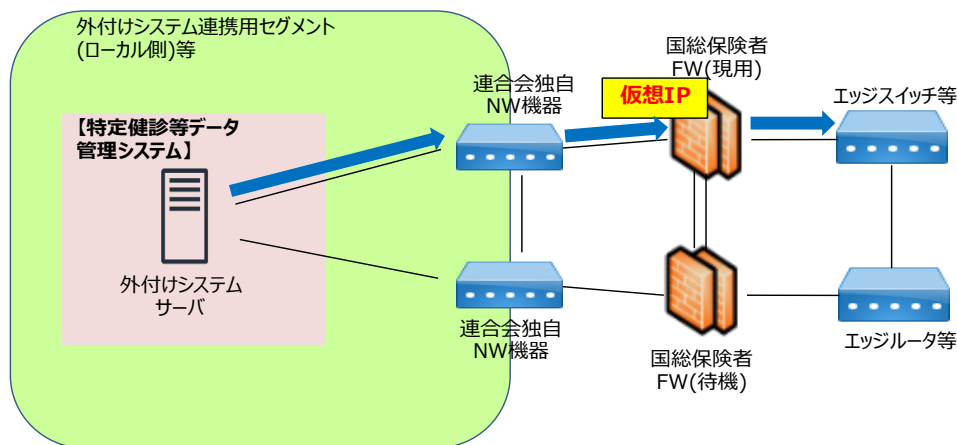 外付けシステム連携用セグメント
(ローカル側)等
国総保険者
FW(現用)
連合会独自
NW機器
仮想IP
エッジスイッチ等
【特定健診等データ
管理システム】
外付けシステム
サーバ
連合会独自
NW機器
国総保険者
FW(待機)
エッジルータ等